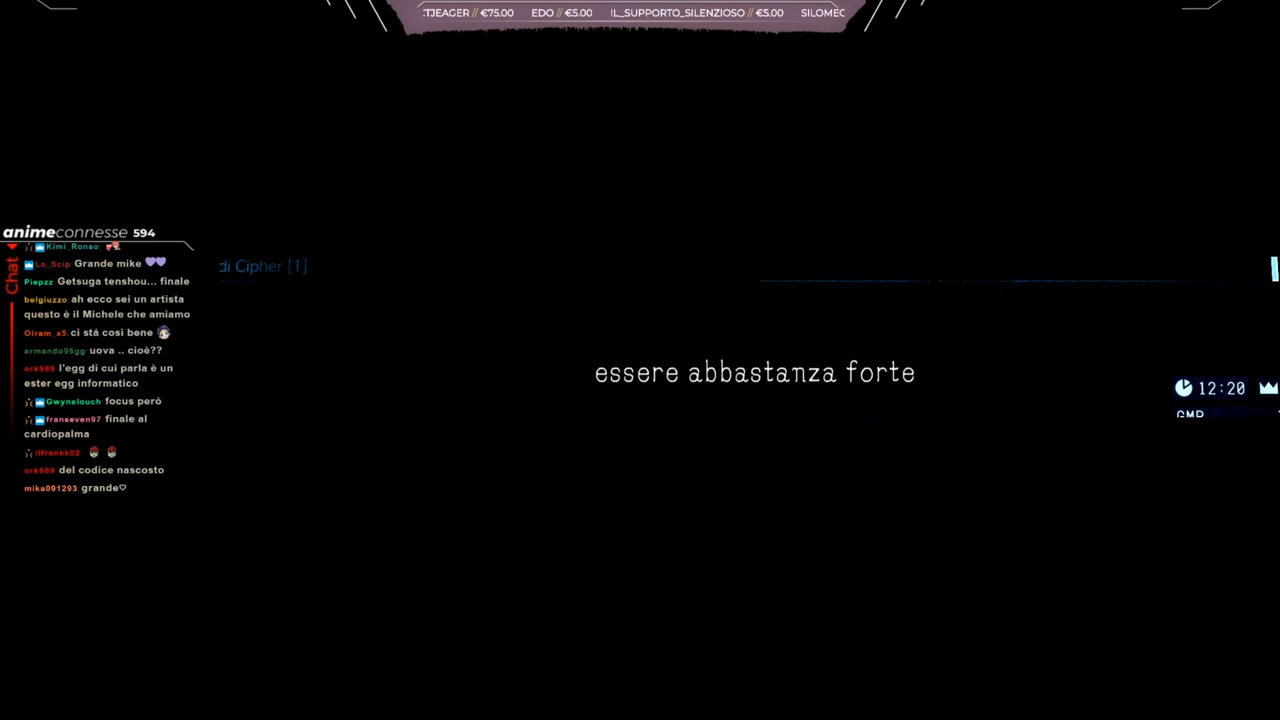 .TJEAGER // €75.00 EDO // €5.00 IL_SUPPORTO_SILENZIOSO // €5.00 SILOMEC
animeconnesse 594
Chat
Kimi_Ronao:
Lo_Scip: Grande mike
Piepzz Getsuga tenshou... finale
belgiuzzo ah ecco sei un artista
questo è il Michele che amiamo
Oiram_x5: ci stá così bene
armando96gg: uova .. cioè??
ork989 l'egg di cui parla è un
ester egg informatico
Gwynelouch focus però
franseven97 finale al
cardiopalma
ilfrankk02
ork989 del codice nascosto
mika091293: grande♡
di Cipher [1]
essere abbastanza forte
12:20